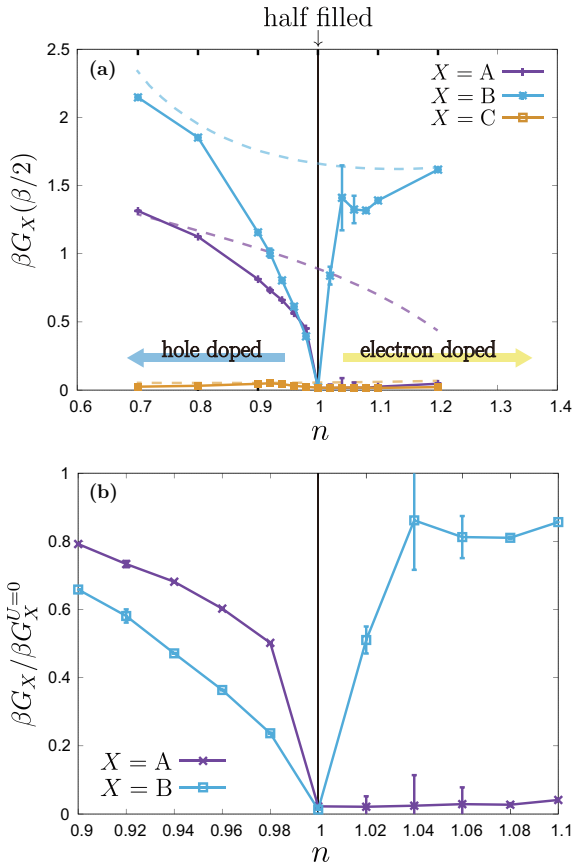 half filled
↓
(a)
X = A
X = B
X = C
βG_X(β/2)
2.5
2
1.5
1
0.5
0
hole doped
electron doped
0.6 0.7 0.8 0.9 1 1.1 1.2 1.3 1.4
n
(b)
βG_X/βG_X^{U=0}
1
0.8
0.6
0.4
0.2
0
X = A
X = B
0.9 0.92 0.94 0.96 0.98 1 1.02 1.04 1.06 1.08 1.1
n